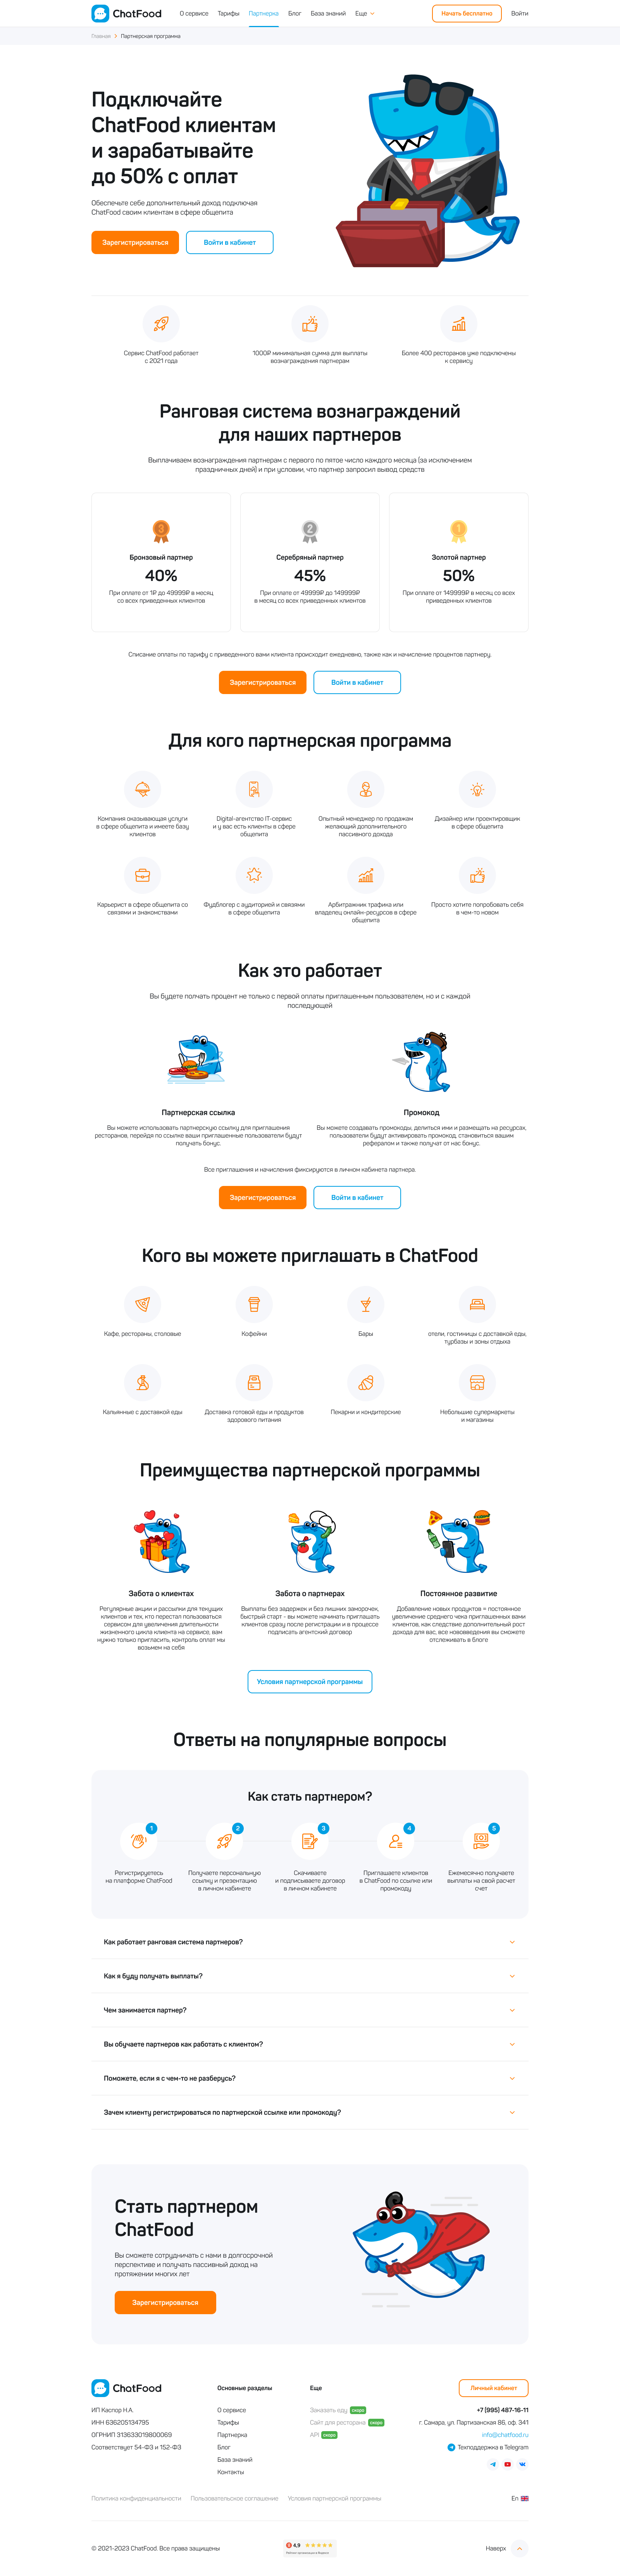 ChatFood
О сервисе
Тарифы
Партнерка
Блог
База знаний
Еще
Начать бесплатно
Войти
Главная
Партнерская программа
Подключайте
ChatFood клиентам
и зарабатывайте
до 50% с оплат
Обеспечьте себе дополнительный доход подключая
ChatFood своим клиентам в сфере общепита
Зарегистрироваться
Войти в кабинет
Сервис ChatFood работает
с 2021 года
1000₽ минимальная сумма для выплаты
вознаграждения партнерам
Более 400 ресторанов уже подключены
к сервису
Ранговая система вознаграждений
для наших партнеров
Выплачиваем вознаграждения партнерам с первого по пятое число каждого месяца (за исключением
праздничных дней) и при условии, что партнер запросил вывод средств
3
Бронзовый партнер
40%
При оплате от 1₽ до 49999₽ в месяц
со всех приведенных клиентов
2
Серебряный партнер
45%
При оплате от 49999₽ до 149999₽
в месяц со всех приведенных клиентов
1
Золотой партнер
50%
При оплате от 149999₽ в месяц со всех
приведенных клиентов
Списание оплаты по тарифу с приведенного вами клиента происходит ежедневно, также как и начисление процентов партнеру.
Зарегистрироваться
Войти в кабинет
Для кого партнерская программа
Компания оказывающая услуги
в сфере общепита и имеете базу
клиентов
Digital-агентство IT-сервис
и у вас есть клиенты в сфере
общепита
Опытный менеджер по продажам
желающий дополнительного
пассивного дохода
Дизайнер или проектировщик
в сфере общепита
Карьерист в сфере общепита со
связями и знакомствами
Фудблогер с аудиторией и связями
в сфере общепита
Арбитражник трафика или
владелец онлайн-ресурсов в сфере
общепита
Просто хотите попробовать себя
в чем-то новом
Как это работает
Вы будете полчать процент не только с первой оплаты приглашенным пользователем, но и с каждой
последующей
Партнерская ссылка
Вы можете использовать партнерскую ссылку для приглашения
ресторанов, перейдя по ссылке ваши приглашенные пользователи будут
получать бонус.
Промокод
Вы можете создавать промокоды, делиться ими и размещать на ресурсах,
пользователи будут активировать промокод, становиться вашим
рефералом и также получат от нас бонус.
Все приглашения и начисления фиксируются в личном кабинета партнера.
Зарегистрироваться
Войти в кабинет
Кого вы можете приглашать в ChatFood
Кафе, рестораны, столовые
Кофейни
Бары
отели, гостиницы с доставкой еды,
турбазы и зоны отдыха
Кальянные с доставкой еды
Доставка готовой еды и продуктов
здорового питания
Пекарни и кондитерские
Небольшие супермаркеты
и магазины
Преимущества партнерской программы
Забота о клиентах
Регулярные акции и рассылки для текущих
клиентов и тех, кто перестал пользоваться
сервисом для увеличения длительности
жизненного цикла клиента на сервисе, вам
нужно только пригласить, контроль оплат мы
возьмем на себя
Забота о партнерах
Выплаты без задержек и без лишних заморочек,
быстрый старт - вы можете начинать приглашать
клиентов сразу после регистрации и в процессе
подписать агентский договор
Постоянное развитие
Добавление новых продуктов = постоянное
увеличение среднего чека приглашенных вами
клиентов, как следствие дополнительный рост
дохода для вас, все нововведения вы сможете
отслеживать в блоге
Условия партнерской программы
Ответы на популярные вопросы
Как стать партнером?
1
Регистрируетесь
на платформе ChatFood
2
Получаете персональную
ссылку и презентацию
в личном кабинете
3
Скачиваете
и подписываете договор
в личном кабинете
4
Приглашаете клиентов
в ChatFood по ссылке или
промокоду
5
Ежемесячно получаете
выплаты на свой расчет
счет
Как работает ранговая система партнеров?
Как я буду получать выплаты?
Чем занимается партнер?
Вы обучаете партнеров как работать с клиентом?
Поможете, если я с чем-то не разберусь?
Зачем клиенту регистрироваться по партнерской ссылке или промокоду?
Стать партнером
ChatFood
Вы сможете сотрудничать с нами в долгосрочной
перспективе и получать пассивный доход на
протяжении многих лет
Зарегистрироваться
ChatFood
ИП Каспор Н.А.
ИНН 636205134795
ОГРНИП 313633019800069
Соответствует 54-ФЗ и 152-ФЗ
Основные разделы
О сервисе
Тарифы
Партнерка
Блог
База знаний
Контакты
Еще
Заказать еду скоро
Сайт для ресторана скоро
API скоро
Личный кабинет
+7 (995) 487-16-11
г. Самара, ул. Партизанская 86, оф. 341
info@chatfood.ru
Техподдержка в Telegram
Политика конфиденциальности
Пользовательское соглашение
Условия партнерской программы
En
© 2021-2023 ChatFood. Все права защищены
4,9
Рейтинг организации в Яндексе
Наверх